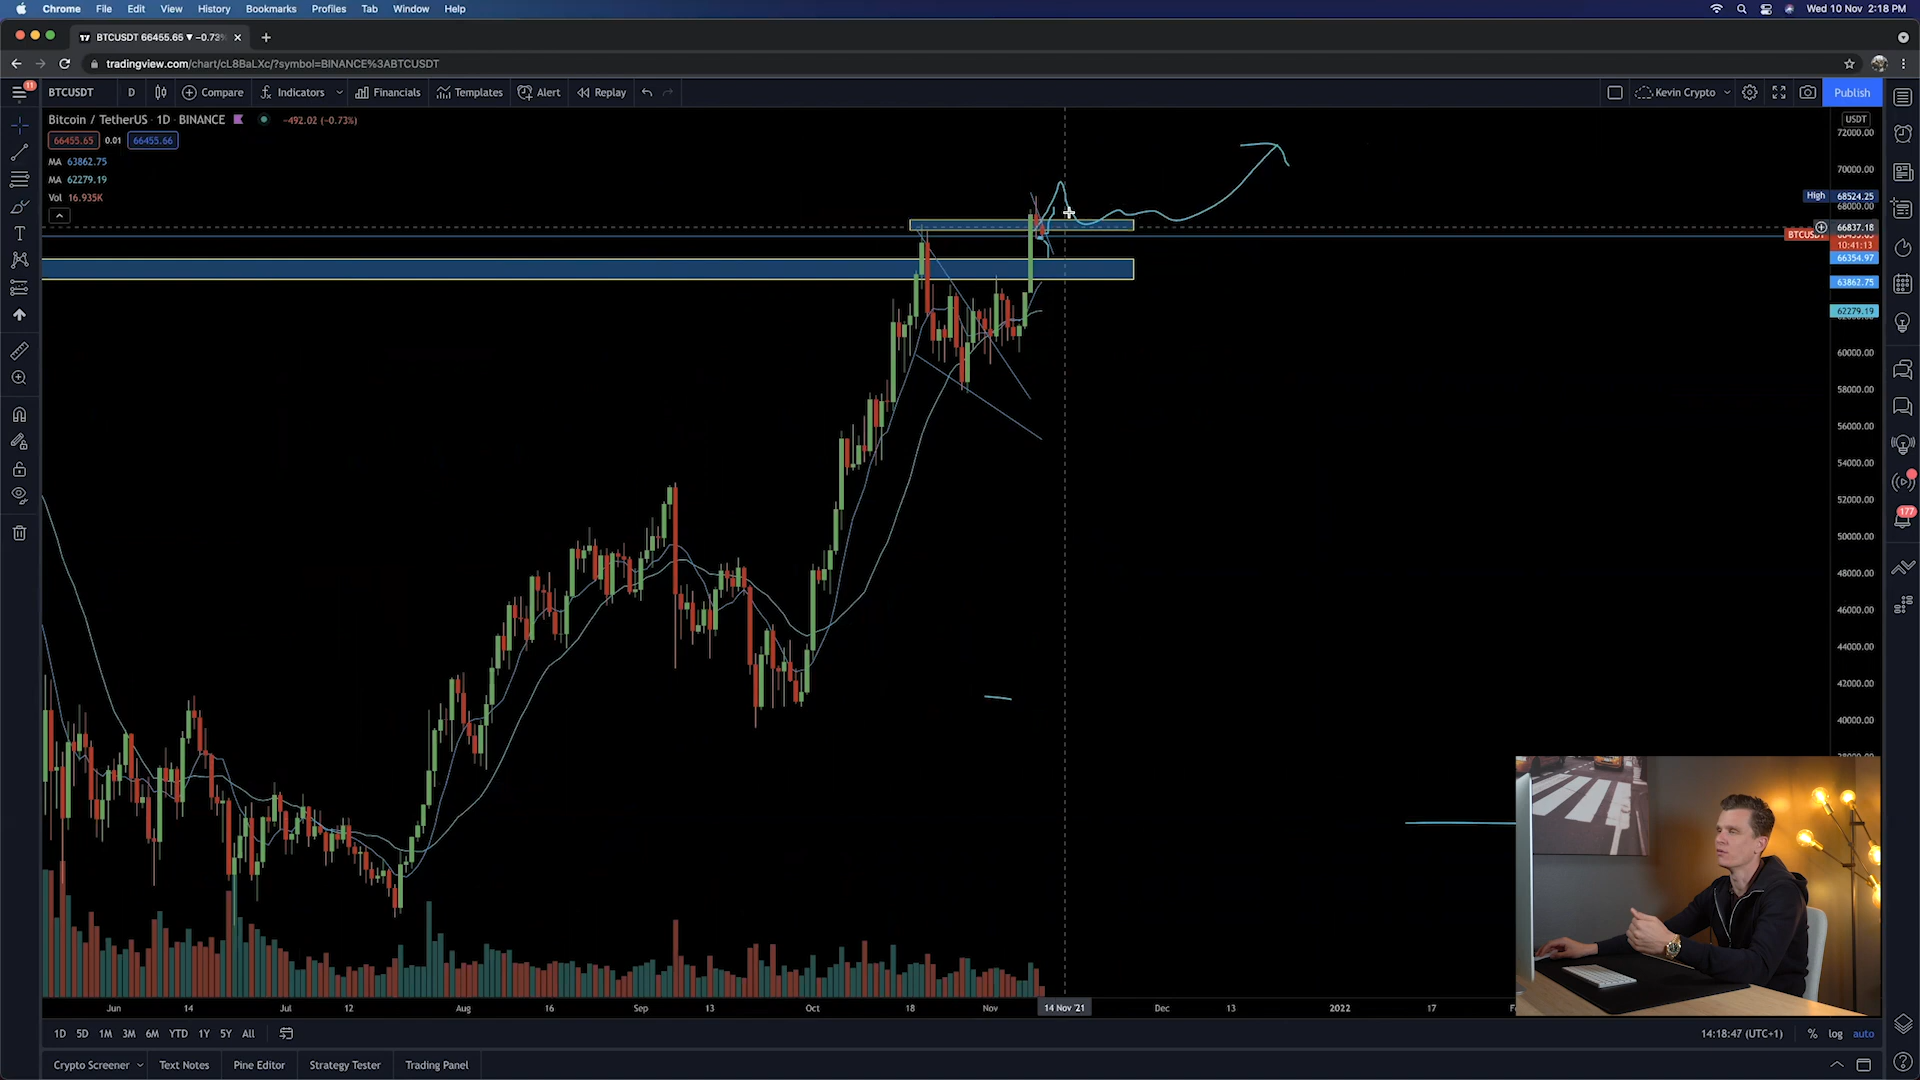 Chrome File Edit View History Bookmarks Profiles Tab Window Help
Wed 10 Nov 2:18 PM
BTCUSDT 66455.65 ▼ −0.73%
tradingview.com/chart/cL8BaLXc/?symbol=BINANCE%3ABTCUSDT
11
BTCUSDT D Compare Indicators Financials Templates Alert Replay
Kevin Crypto Publish
Bitcoin / TetherUS · 1D · BINANCE −492.02 (−0.73%)
66455.65 0.01 66455.66
MA 63862.75
MA 62279.19
Vol 16.935K
USDT
72000.00
70000.00
High 68524.25
68000.00
66837.18
BTCUSDT
10:41:13
66354.97
63862.75
62279.19
60000.00
58000.00
56000.00
54000.00
52000.00
50000.00
48000.00
46000.00
44000.00
42000.00
40000.00
177
Jun 14 Jul 12 Aug 16 Sep 13 Oct 18 Nov 14 Nov '21 Dec 13 2022 17
1D 5D 1M 3M 6M YTD 1Y 5Y All
14:18:47 (UTC+1) % log auto
Crypto Screener Text Notes Pine Editor Strategy Tester Trading Panel